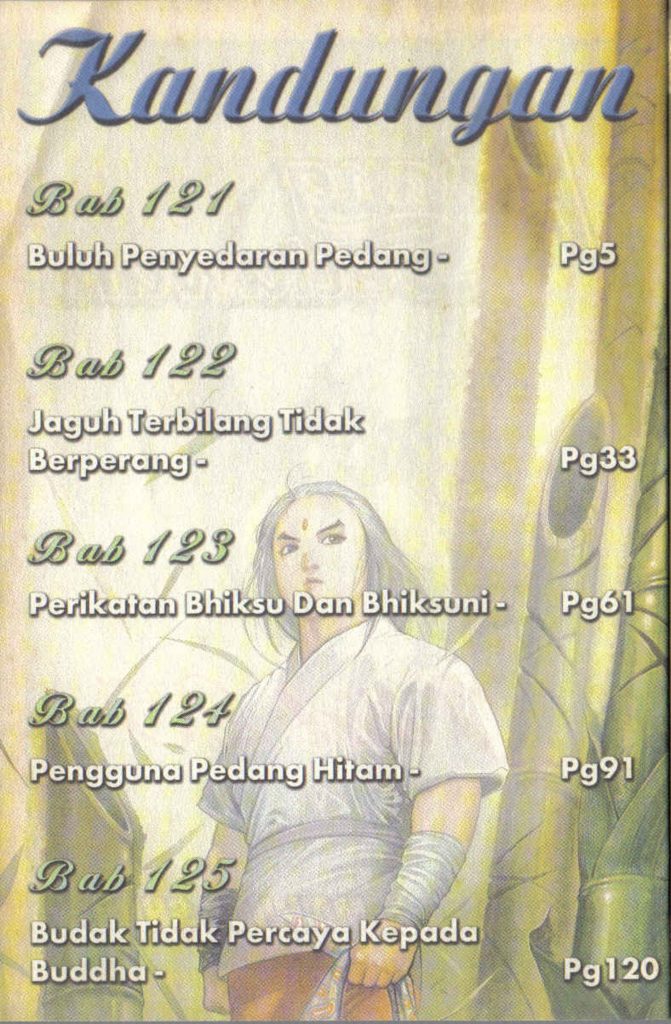 Kandungan
Bab 121
Buluh Penyedaran Pedang - Pg5
Bab 122
Jaguh Terbilang Tidak
Berperang - Pg33
Bab 123
Perikatan Bhiksu Dan Bhiksuni - Pg61
Bab 124
Pengguna Pedang Hitam - Pg91
Bab 125
Budak Tidak Percaya Kepada
Buddha - Pg120